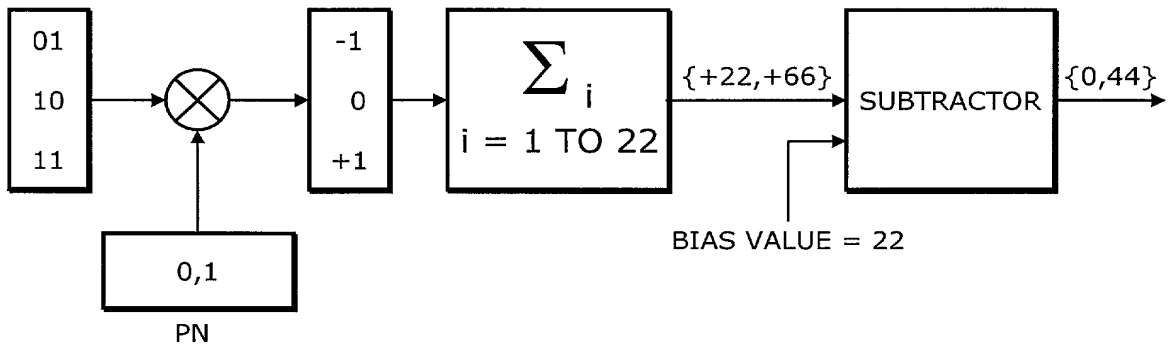 01
10
11
0,1
PN
-1
0
+1
∑ i
i = 1 TO 22
{+22,+66}
SUBTRACTOR
BIAS VALUE = 22
{0,44}